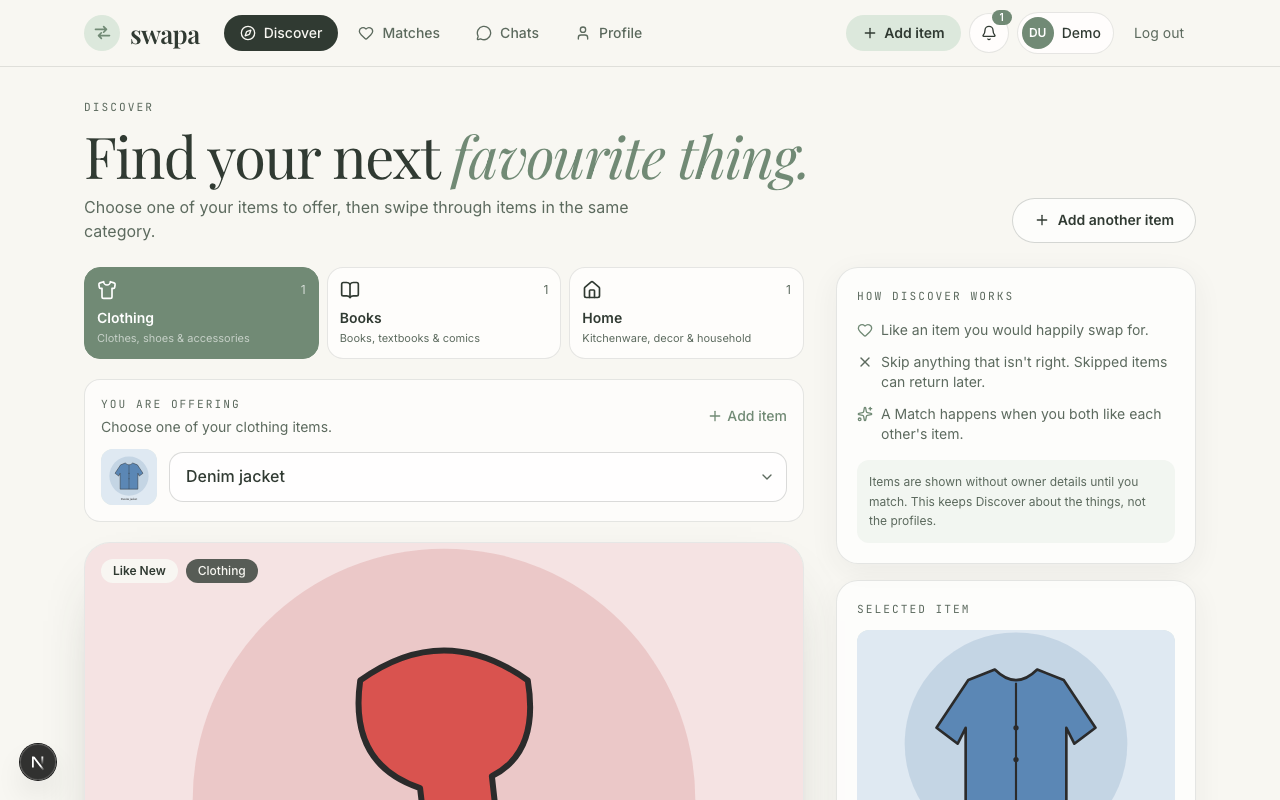 swapa
Discover
Matches
Chats
Profile
Add item
1
DU
Demo
Log out
DISCOVER
Find your next favourite thing.
Choose one of your items to offer, then swipe through items in the same
category.
Add another item
1
Clothing
Clothes, shoes & accessories
1
Books
Books, textbooks & comics
1
Home
Kitchenware, decor & household
YOU ARE OFFERING
Choose one of your clothing items.
Add item
Denim jacket
Like New
Clothing
HOW DISCOVER WORKS
Like an item you would happily swap for.
Skip anything that isn't right. Skipped items
can return later.
A Match happens when you both like each
other's item.
Items are shown without owner details until you
match. This keeps Discover about the things, not
the profiles.
SELECTED ITEM
N